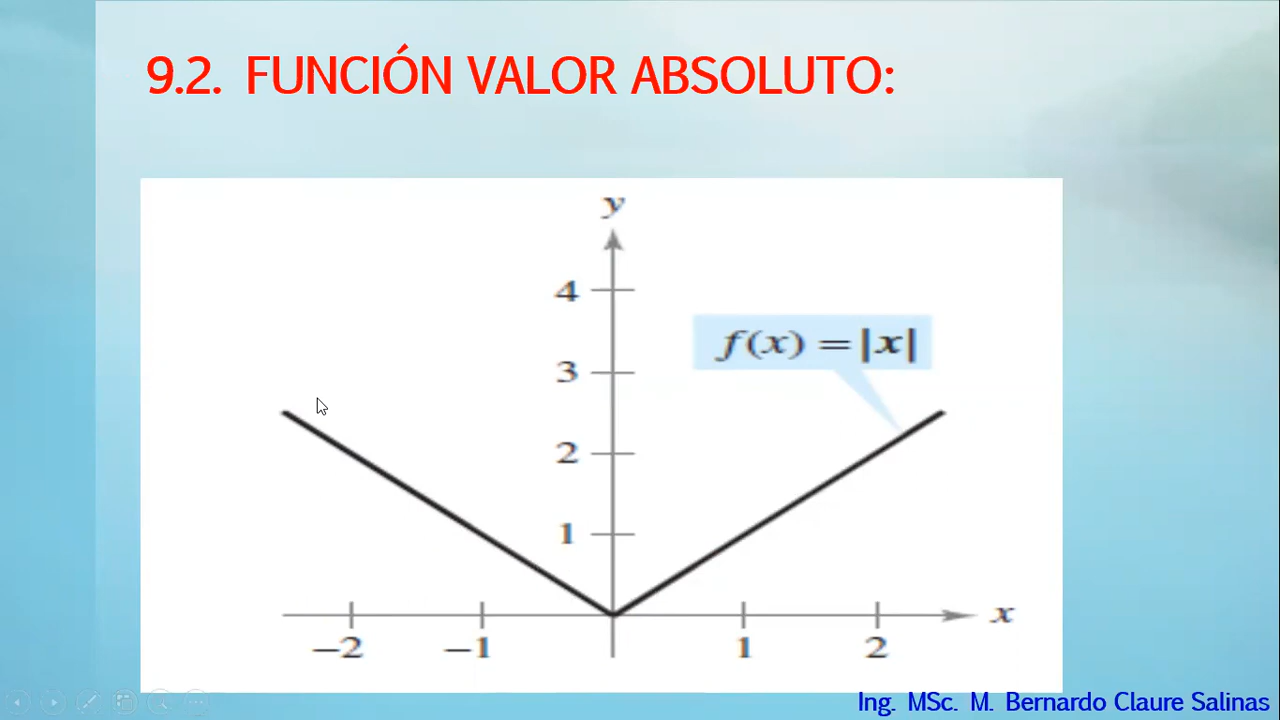 9.2. FUNCIÓN VALOR ABSOLUTO:
y
4
3
2
1
f(x) = |x|
x
−2 −1 1 2
Ing. MSc. M. Bernardo Claure Salinas